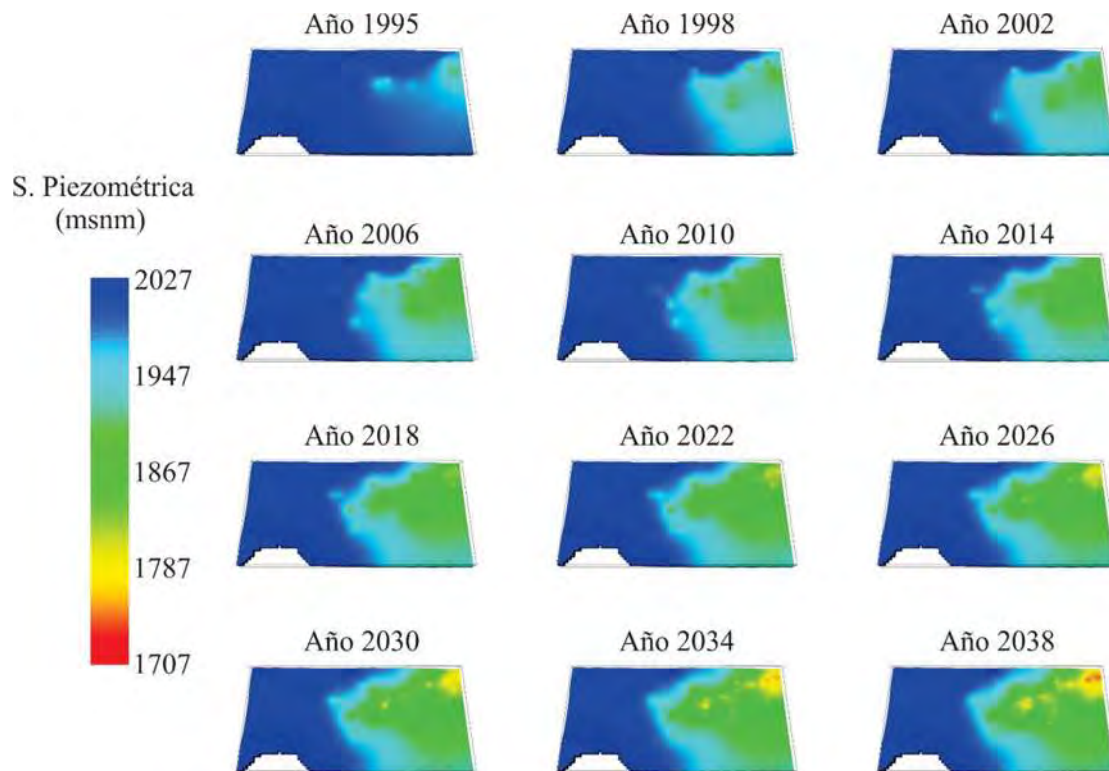 Año 1995
Año 1998
Año 2002
S. Piezométrica
(msnm)
2027
1947
1867
1787
1707
Año 2006
Año 2010
Año 2014
Año 2018
Año 2022
Año 2026
Año 2030
Año 2034
Año 2038